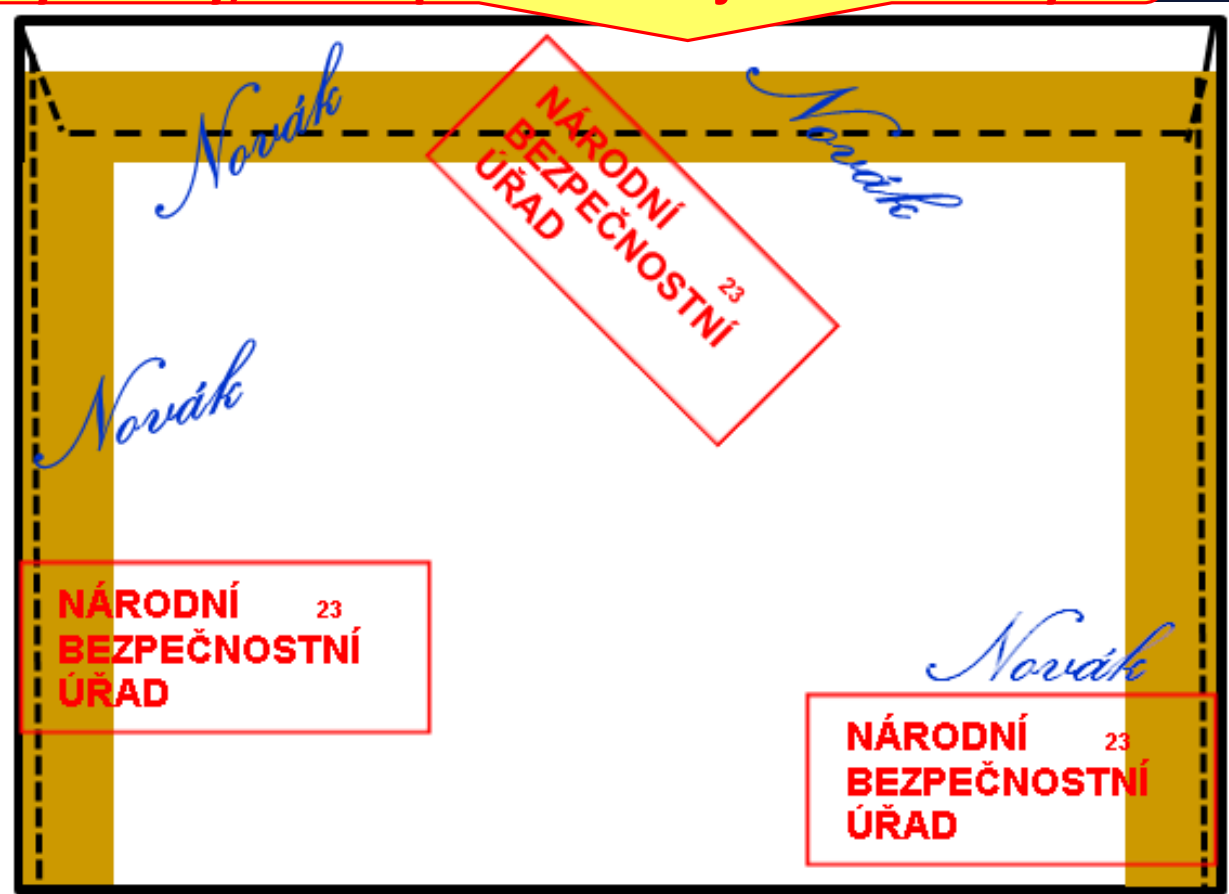 Novák
Novák
NÁRODNÍ
BEZPEČNOSTNÍ
ÚŘAD
23
Novák
NÁRODNÍ 23
BEZPEČNOSTNÍ
ÚŘAD
Novák
NÁRODNÍ 23
BEZPEČNOSTNÍ
ÚŘAD